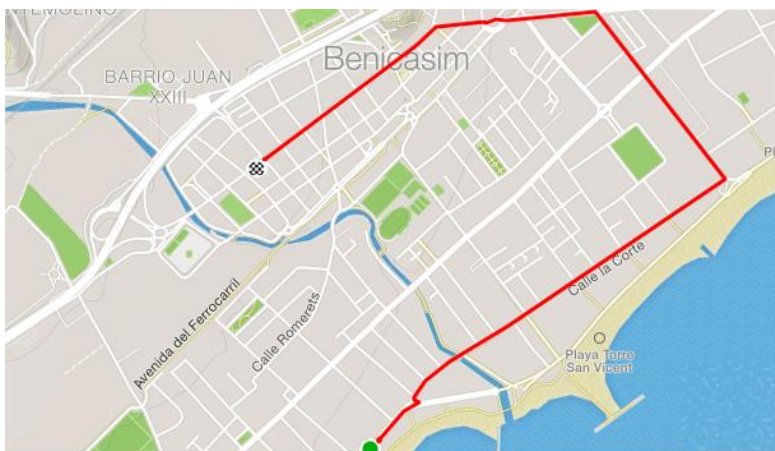 Benicasim
BARRIO JUAN
XXIII
Calle la Corte
Avenida del Ferrocarril
Calle Romerets
Playa Torre
San Vicent